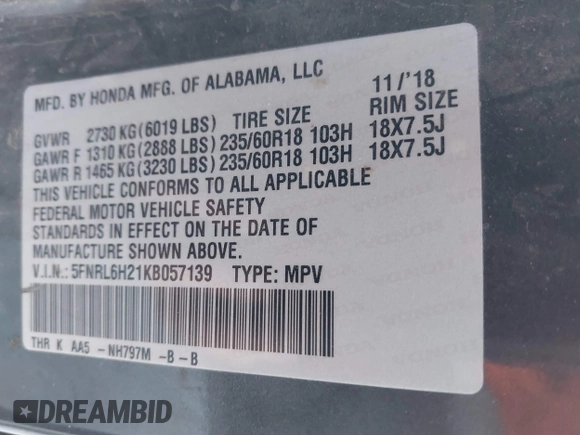 MFD. BY HONDA MFG. OF ALABAMA, LLC 11/'18
GVWR 2730 KG(6019 LBS) TIRE SIZE RIM SIZE
GAWR F 1310 KG(2888 LBS) 235/60R18 103H 18X7.5J
GAWR R 1465 KG(3230 LBS) 235/60R18 103H 18X7.5J
THIS VEHICLE CONFORMS TO ALL APPLICABLE
FEDERAL MOTOR VEHICLE SAFETY
STANDARDS IN EFFECT ON THE DATE OF
MANUFACTURE SHOWN ABOVE.
V.I.N.: 5FNRL6H21KB057139 TYPE: MPV
THR K AA5 -NH797M -B-B
DREAMBID